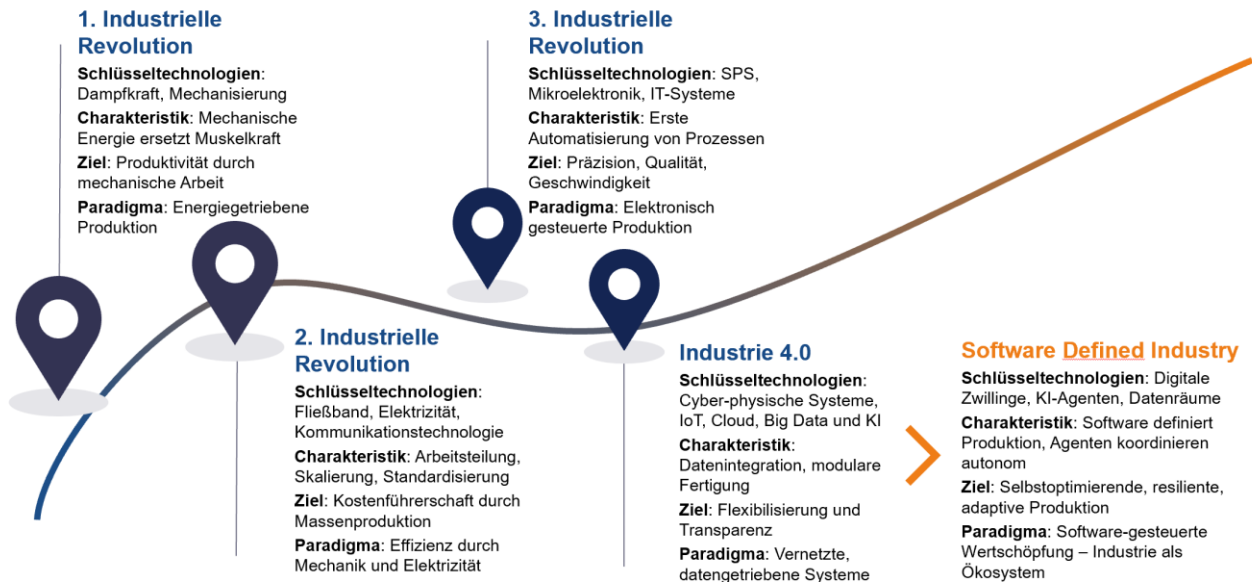 1. Industrielle
Revolution
Schlüsseltechnologien:
Dampfkraft, Mechanisierung
Charakteristik: Mechanische
Energie ersetzt Muskelkraft
Ziel: Produktivität durch
mechanische Arbeit
Paradigma: Energiegetriebene
Produktion
2. Industrielle
Revolution
Schlüsseltechnologien:
Fließband, Elektrizität,
Kommunikationstechnologie
Charakteristik: Arbeitsteilung,
Skalierung, Standardisierung
Ziel: Kostenführerschaft durch
Massenproduktion
Paradigma: Effizienz durch
Mechanik und Elektrizität
3. Industrielle
Revolution
Schlüsseltechnologien: SPS,
Mikroelektronik, IT-Systeme
Charakteristik: Erste
Automatisierung von Prozessen
Ziel: Präzision, Qualität,
Geschwindigkeit
Paradigma: Elektronisch
gesteuerte Produktion
Industrie 4.0
Schlüsseltechnologien:
Cyber-physische Systeme,
IoT, Cloud, Big Data und KI
Charakteristik:
Datenintegration, modulare
Fertigung
Ziel: Flexibilisierung und
Transparenz
Paradigma: Vernetzte,
datengetriebene Systeme
Software Defined Industry
Schlüsseltechnologien: Digitale
Zwillinge, KI-Agenten, Datenräume
Charakteristik: Software definiert
Produktion, Agenten koordinieren
autonom
Ziel: Selbstoptimierende, resiliente,
adaptive Produktion
Paradigma: Software-gesteuerte
Wertschöpfung – Industrie als
Ökosystem